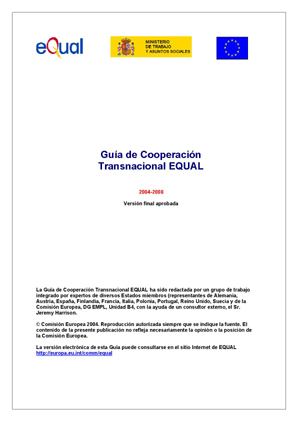 eQual
MINISTERIO
DE TRABAJO
Y ASUNTOS SOCIALES
Guía de Cooperación
Transnacional EQUAL
2004-2008
Versión final aprobada
La Guía de Cooperación Transnacional EQUAL ha sido redactada por un grupo de trabajo
integrado por expertos de diversos Estados miembros (representantes de Alemania,
Austria, España, Finlandia, Francia, Italia, Polonia, Portugal, Reino Unido, Suecia y de la
Comisión Europea, DG EMPL, Unidad B4, con la ayuda de un consultor externo, el Sr.
Jeremy Harrison.
© Comisión Europea 2004. Reproducción autorizada siempre que se indique la fuente. El
contenido de la presente publicación no refleja necesariamente la opinión o la posición de
la Comisión Europea.
La versión electrónica de esta Guía puede consultarse en el sitio Internet de EQUAL
http://europa.eu.int/comm/equal